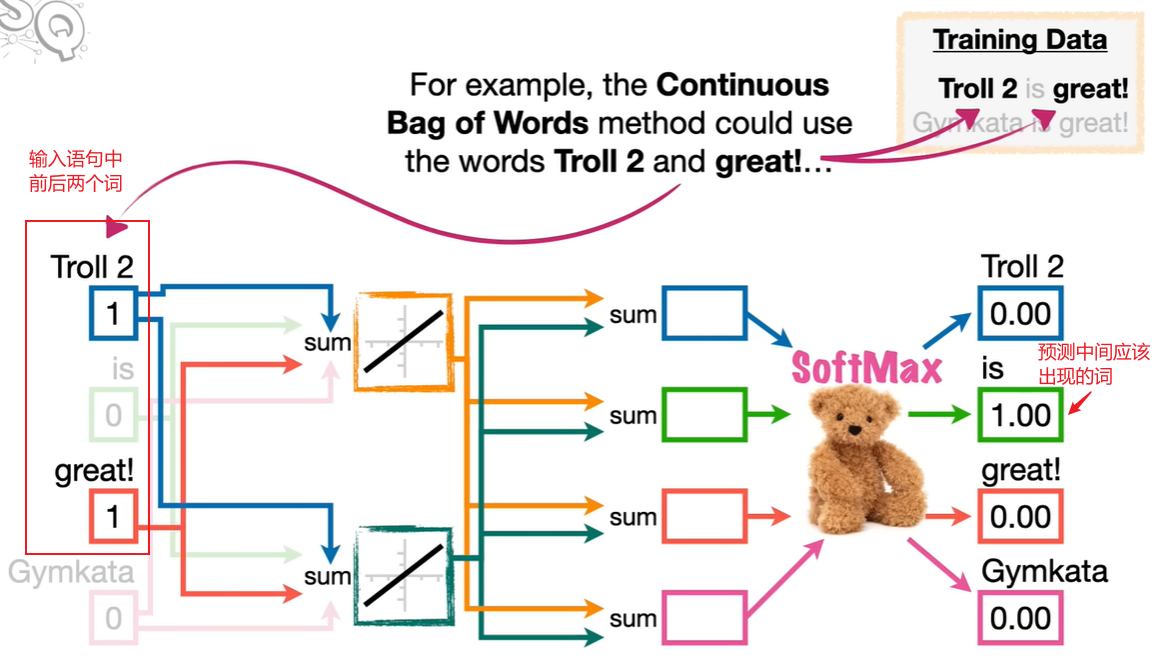 SQ
Training Data
Troll 2 is great!
Gymkata is great!
For example, the Continuous
Bag of Words method could use
the words Troll 2 and great!…
输入语句中
前后两个词
Troll 2
1
is
0
great!
1
Gymkata
0
sum
sum
sum
sum
sum
sum
SoftMax
Troll 2
0.00
is
1.00
great!
0.00
Gymkata
0.00
预测中间应该
出现的词